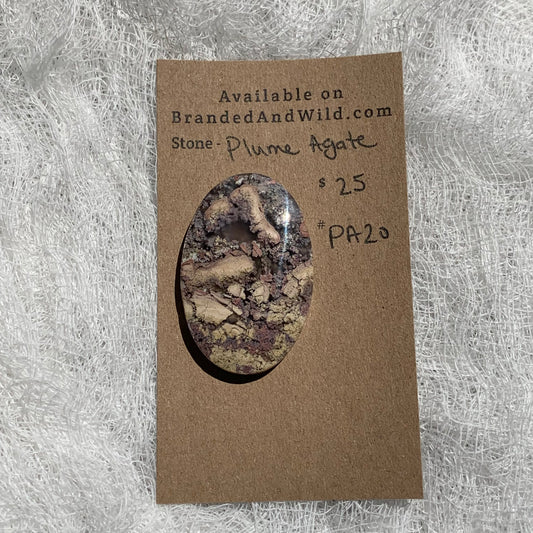 Available on
BrandedAndWild.com
Stone - Plume Agate
$ 25
# PA20